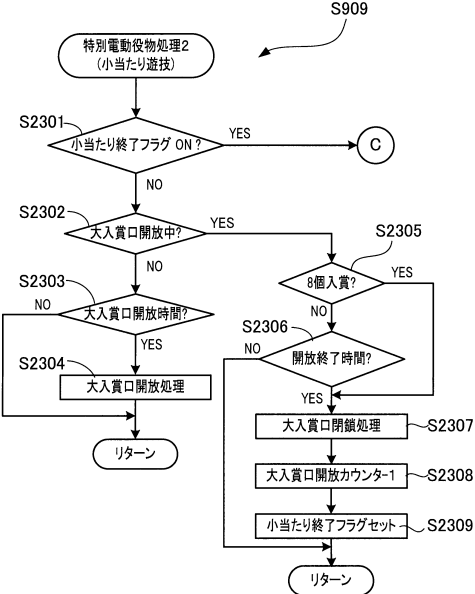 S909
特別電動役物処理2
(小当たり遊技)
S2301
小当たり終了フラグ ON?
YES
C
NO
S2302
大入賞口開放中?
YES
NO
S2305
8個入賞?
YES
NO
S2303
大入賞口開放時間?
NO
YES
S2306
開放終了時間?
NO
YES
S2304
大入賞口開放処理
リターン
大入賞口閉鎖処理
S2307
大入賞口開放カウンタ-1
S2308
小当たり終了フラグセット
S2309
リターン